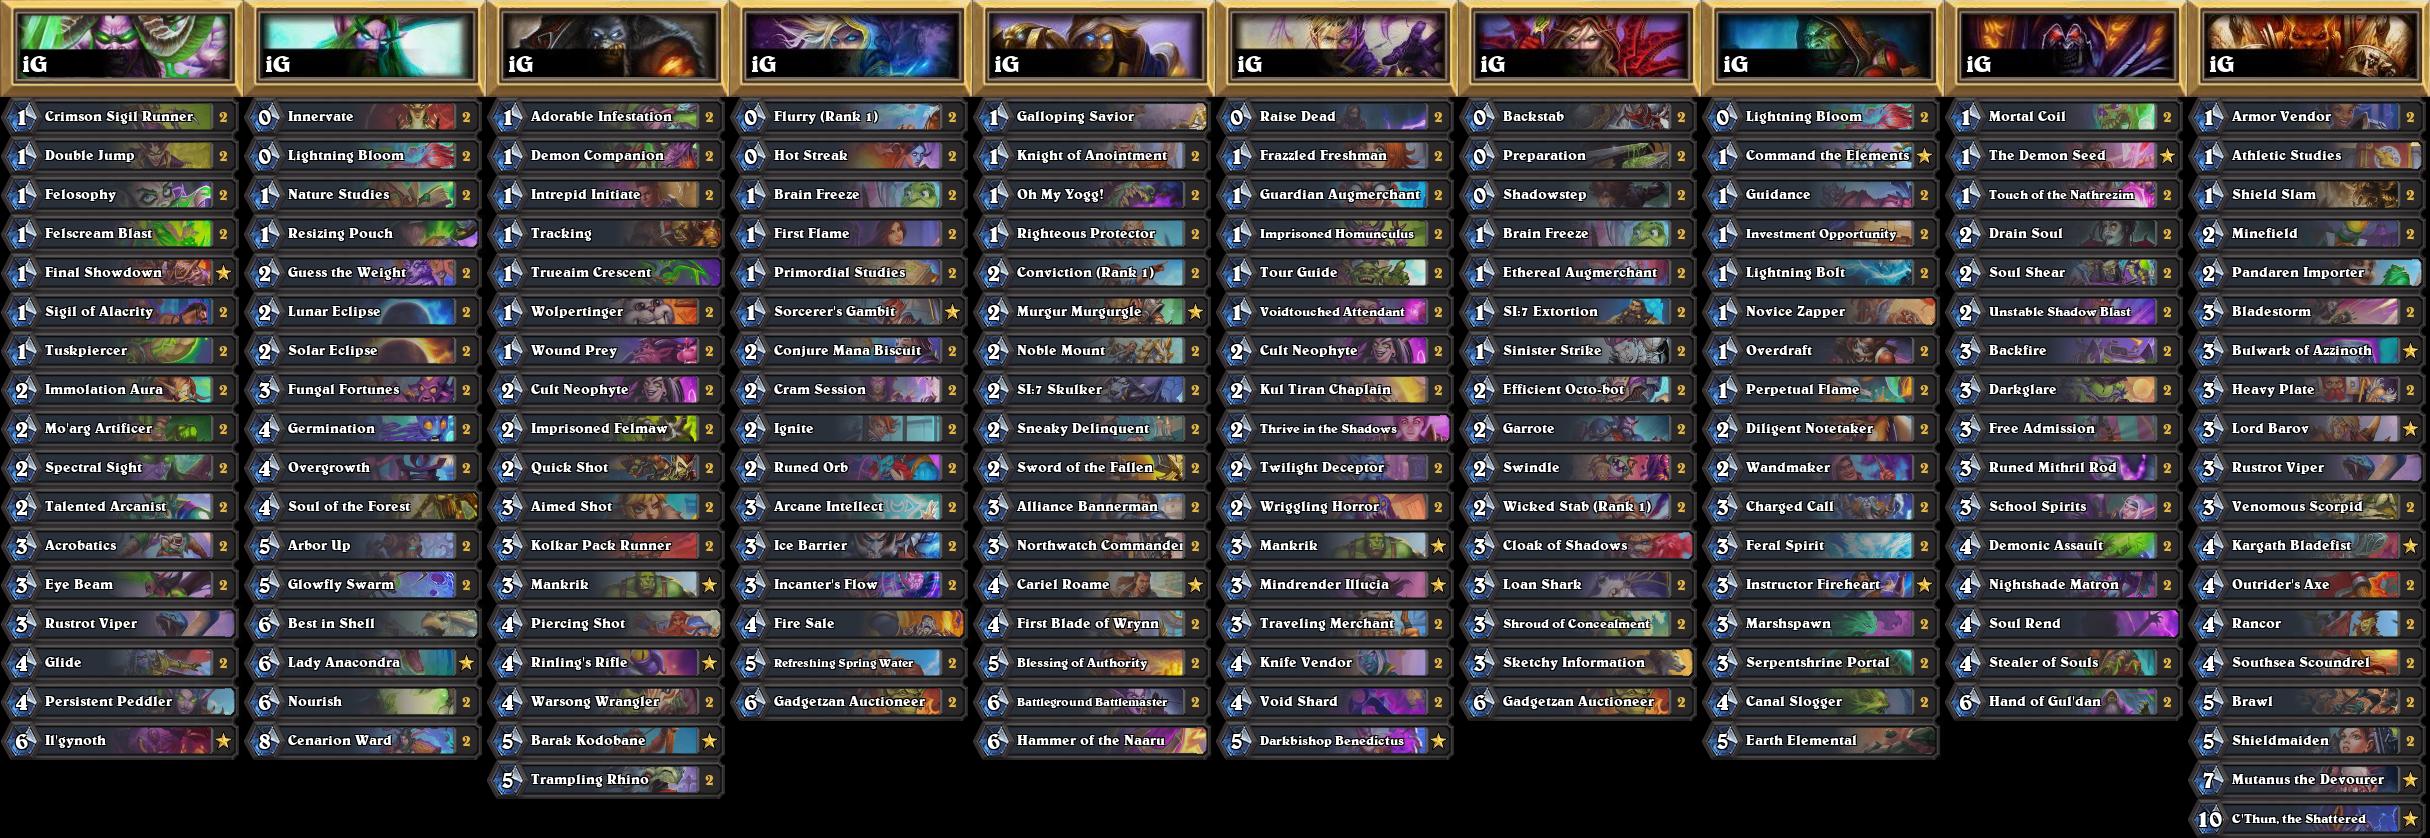 iG
1 Crimson Sigil Runner 2
1 Double Jump 2
1 Felosophy 2
1 Felscream Blast 2
1 Final Showdown
1 Sigil of Alacrity 2
1 Tuskpiercer 2
2 Immolation Aura 2
2 Mo'arg Artificer 2
2 Spectral Sight 2
2 Talented Arcanist 2
3 Acrobatics 2
3 Eye Beam 2
3 Rustrot Viper
4 Glide 2
4 Persistent Peddler
6 Il'gynoth
iG
0 Innervate 2
0 Lightning Bloom 2
1 Nature Studies 2
1 Resizing Pouch
2 Guess the Weight 2
2 Lunar Eclipse 2
2 Solar Eclipse 2
3 Fungal Fortunes 2
4 Germination 2
4 Overgrowth 2
4 Soul of the Forest
5 Arbor Up 2
5 Glowfly Swarm 2
6 Best in Shell 2
6 Lady Anacondra
6 Nourish 2
8 Cenarion Ward 2
iG
1 Adorable Infestation 2
1 Demon Companion 2
1 Intrepid Initiate 2
1 Tracking 2
1 Trueaim Crescent
1 Wolpertinger 2
1 Wound Prey 2
2 Cult Neophyte 2
2 Imprisoned Felmaw 2
2 Quick Shot 2
3 Aimed Shot 2
3 Kolkar Pack Runner 2
3 Mankrik
4 Piercing Shot
4 Rinling's Rifle
4 Warsong Wrangler 2
5 Barak Kodobane
5 Trampling Rhino 2
iG
0 Flurry (Rank 1) 2
0 Hot Streak 2
1 Brain Freeze 2
1 First Flame 2
1 Primordial Studies 2
1 Sorcerer's Gambit
2 Conjure Mana Biscuit 2
2 Cram Session 2
2 Ignite 2
2 Runed Orb 2
3 Arcane Intellect 2
3 Ice Barrier 2
3 Incanter's Flow 2
4 Fire Sale
5 Refreshing Spring Water 2
6 Gadgetzan Auctioneer 2
iG
1 Galloping Savior
1 Knight of Anointment 2
1 Oh My Yogg! 2
1 Righteous Protector 2
2 Conviction (Rank 1) 2
2 Murgur Murgurgle
2 Noble Mount 2
2 SI:7 Skulker 2
2 Sneaky Delinquent 2
2 Sword of the Fallen 2
3 Alliance Bannerman 2
3 Northwatch Commander 2
4 Cariel Roame
4 First Blade of Wrynn 2
5 Blessing of Authority 2
6 Battleground Battlemaster 2
6 Hammer of the Naaru
iG
0 Raise Dead 2
1 Frazzled Freshman 2
1 Guardian Augmerchant 2
1 Imprisoned Homunculus 2
1 Tour Guide 2
1 Voidtouched Attendant 2
2 Cult Neophyte 2
2 Kul Tiran Chaplain 2
2 Thrive in the Shadows
2 Twilight Deceptor 2
2 Wriggling Horror 2
3 Mankrik
3 Mindrender Illucia
3 Traveling Merchant 2
4 Knife Vendor 2
4 Void Shard 2
5 Darkbishop Benedictus
iG
0 Backstab 2
0 Preparation 2
0 Shadowstep 2
1 Brain Freeze 2
1 Ethereal Augmerchant 2
1 SI:7 Extortion 2
1 Sinister Strike 2
2 Efficient Octo-bot 2
2 Garrote 2
2 Swindle 2
2 Wicked Stab (Rank 1) 2
3 Cloak of Shadows
3 Loan Shark 2
3 Shroud of Concealment 2
3 Sketchy Information
6 Gadgetzan Auctioneer 2
iG
0 Lightning Bloom 2
1 Command the Elements
1 Guidance 2
1 Investment Opportunity 2
1 Lightning Bolt 2
1 Novice Zapper
1 Overdraft 2
1 Perpetual Flame 2
2 Diligent Notetaker 2
2 Wandmaker 2
3 Charged Call 2
3 Feral Spirit 2
3 Instructor Fireheart
3 Marshspawn 2
3 Serpentshrine Portal 2
4 Canal Slogger 2
5 Earth Elemental
iG
1 Mortal Coil 2
1 The Demon Seed
1 Touch of the Nathrezim 2
2 Drain Soul 2
2 Soul Shear 2
2 Unstable Shadow Blast 2
3 Backfire 2
3 Darkglare 2
3 Free Admission 2
3 Runed Mithril Rod 2
3 School Spirits 2
4 Demonic Assault 2
4 Nightshade Matron 2
4 Soul Rend
4 Stealer of Souls 2
6 Hand of Gul'dan 2
iG
1 Armor Vendor 2
1 Athletic Studies 2
1 Shield Slam 2
2 Minefield 2
2 Pandaren Importer
3 Bladestorm 2
3 Bulwark of Azzinoth
3 Heavy Plate 2
3 Lord Barov
3 Rustrot Viper
3 Venomous Scorpid 2
4 Kargath Bladefist
4 Outrider's Axe 2
4 Rancor 2
4 Southsea Scoundrel 2
5 Brawl 2
5 Shieldmaiden 2
7 Mutanus the Devourer
10 C'Thun, the Shattered